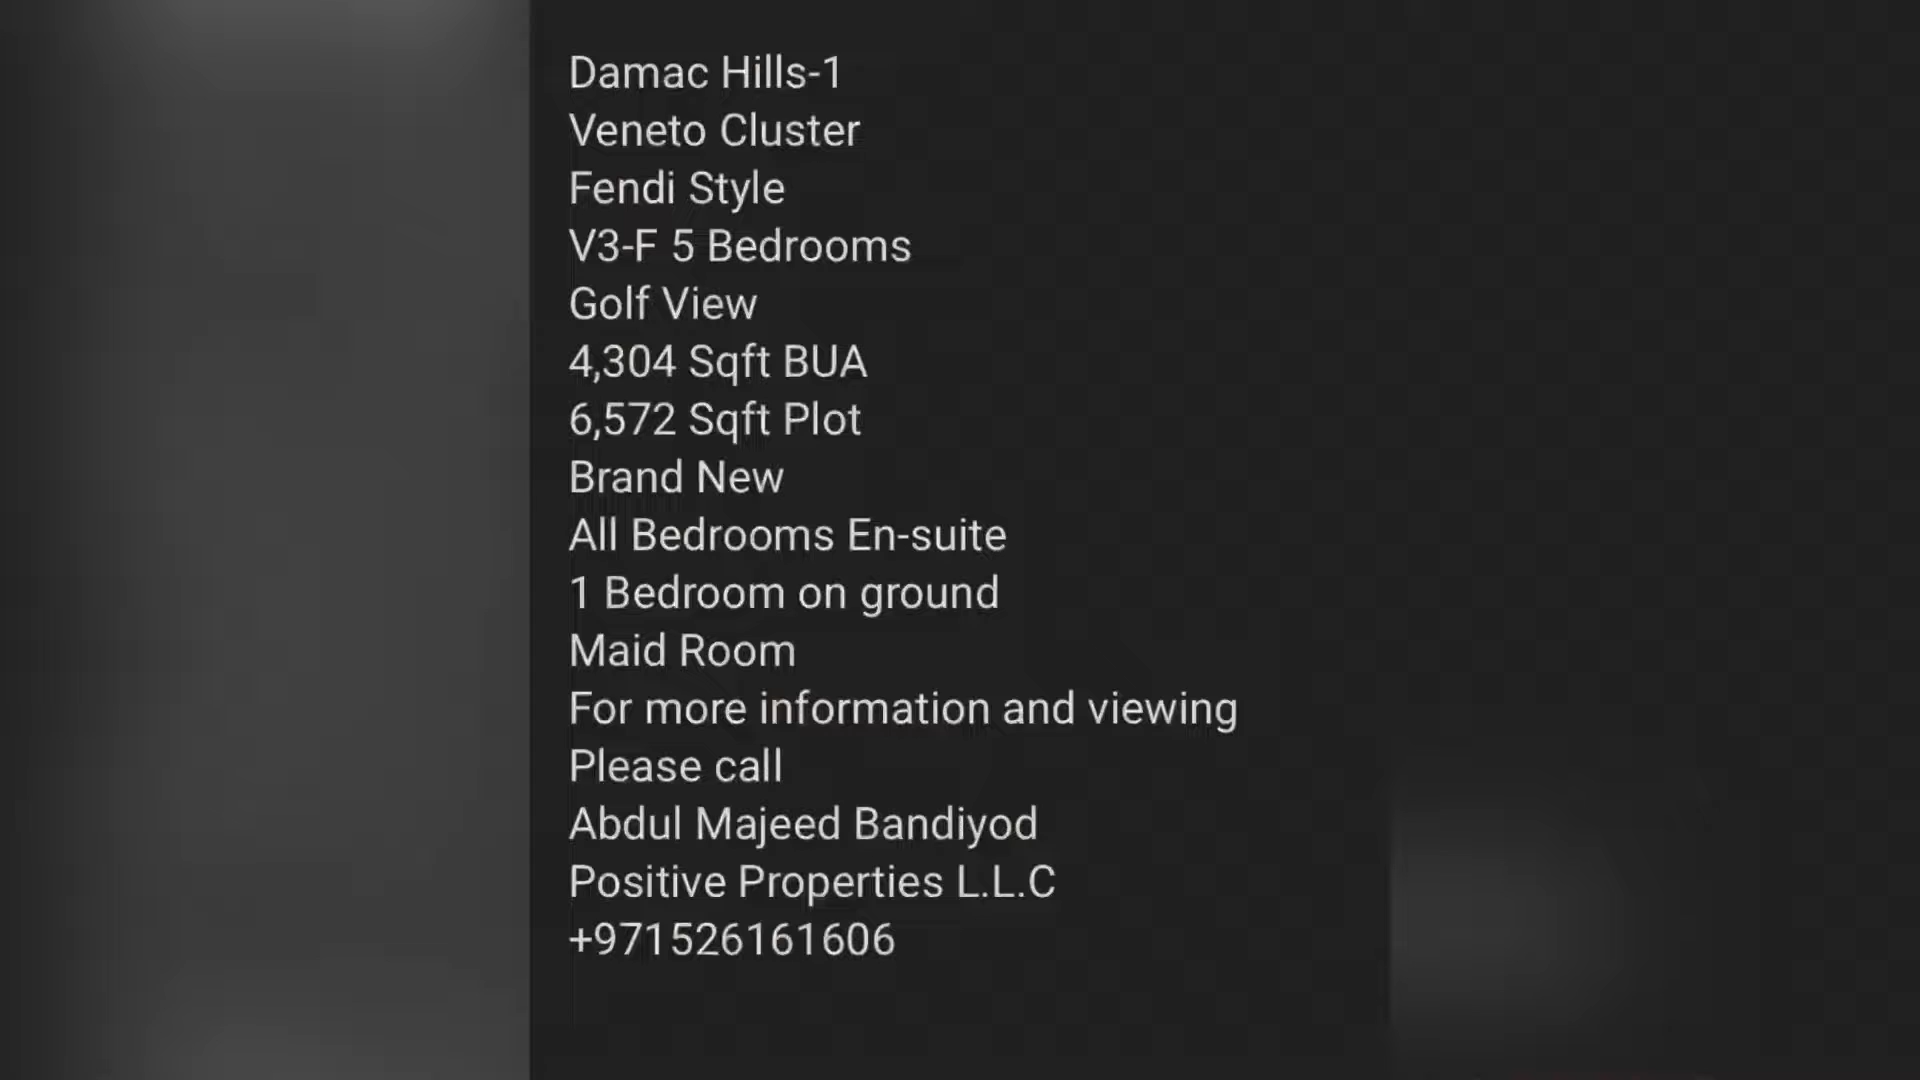 Damac Hills-1
Veneto Cluster
Fendi Style
V3-F 5 Bedrooms
Golf View
4,304 Sqft BUA
6,572 Sqft Plot
Brand New
All Bedrooms En-suite
1 Bedroom on ground
Maid Room
For more information and viewing
Please call
Abdul Majeed Bandiyod
Positive Properties L.L.C
+971526161606